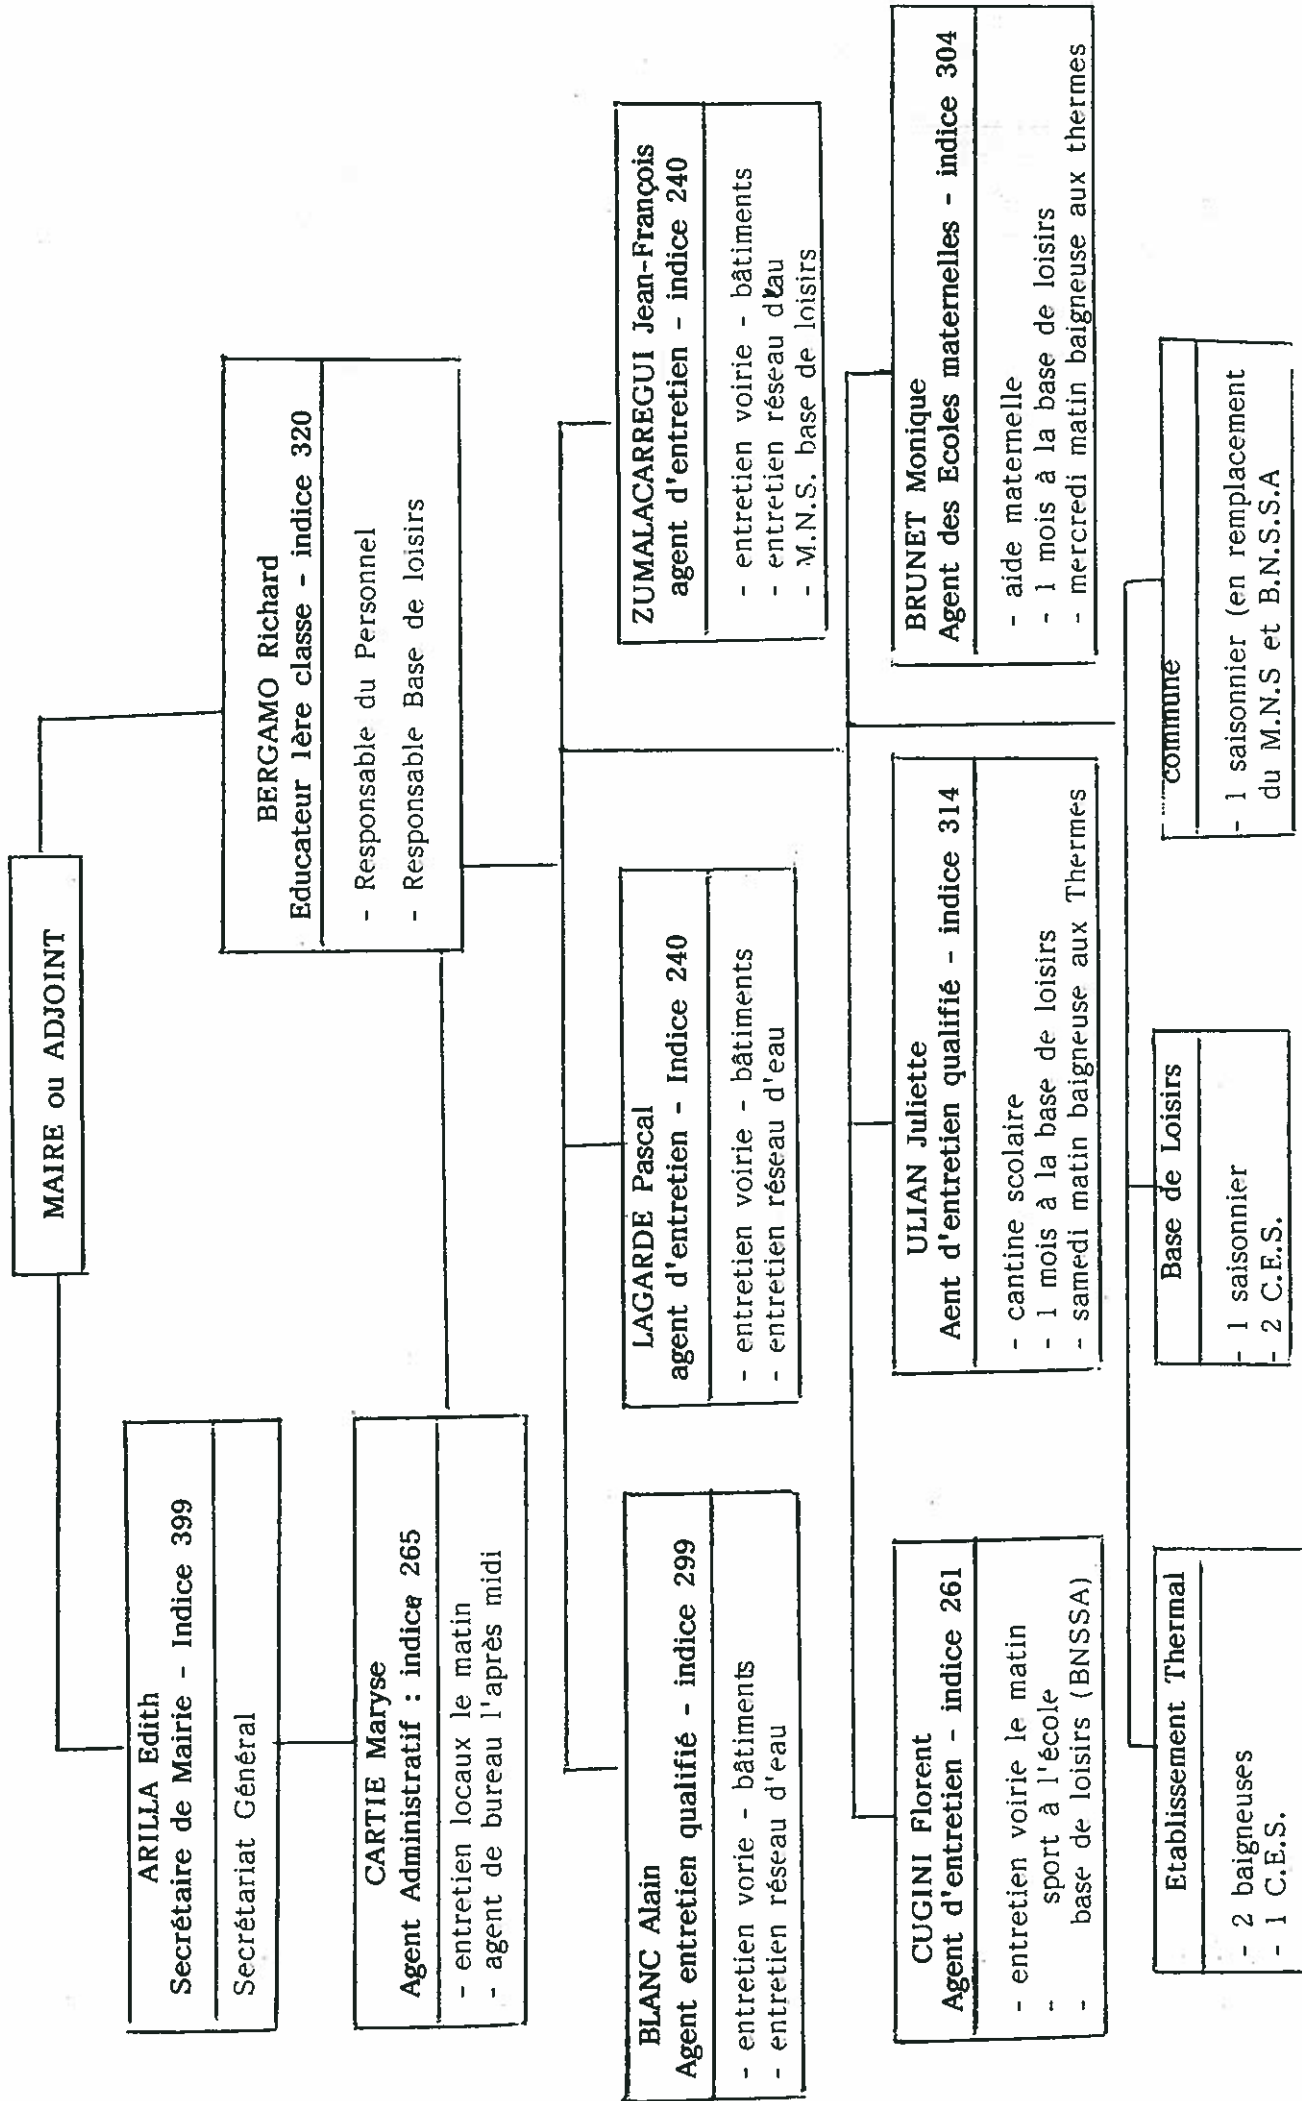 MAIRE ou ADJOINT
ARILLA Edith
Secrétaire de Mairie - Indice 399
Secrétariat Général
BERGAMO Richard
Educateur 1ère classe - indice 320
- Responsable du Personnel
- Responsable Base de loisirs
CARTIE Maryse
Agent Administratif : indice 265
- entretien locaux le matin
- agent de bureau l'après midi
BLANC Alain
Agent entretien qualifié - indice 299
- entretien vorie - bâtiments
- entretien réseau d'eau
LAGARDE Pascal
agent d'entretien - Indice 240
- entretien voirie - bâtiments
- entretien réseau d'eau
ZUMALACARREGUI Jean-François
agent d'entretien - indice 240
- entretien voirie - bâtiments
- entretien réseau d'eau
- M.N.S. base de loisirs
CUGINI Florent
Agent d'entretien - indice 261
- entretien voirie le matin
- sport à l'école
- base de loisirs (BNSSA)
ULIAN Juliette
Aent d'entretien qualifié - indice 314
- cantine scolaire
- 1 mois à la base de loisirs
- samedi matin baigneuse aux Thermes
BRUNET Monique
Agent des Ecoles maternelles - indice 304
- aide maternelle
- 1 mois à la base de loisirs
- mercredi matin baigneuse aux thermes
Etablissement Thermal
- 2 baigneuses
- 1 C.E.S.
Base de Loisirs
- 1 saisonnier
- 2 C.E.S.
commune
- 1 saisonnier (en remplacement
du M.N.S et B.N.S.S.A